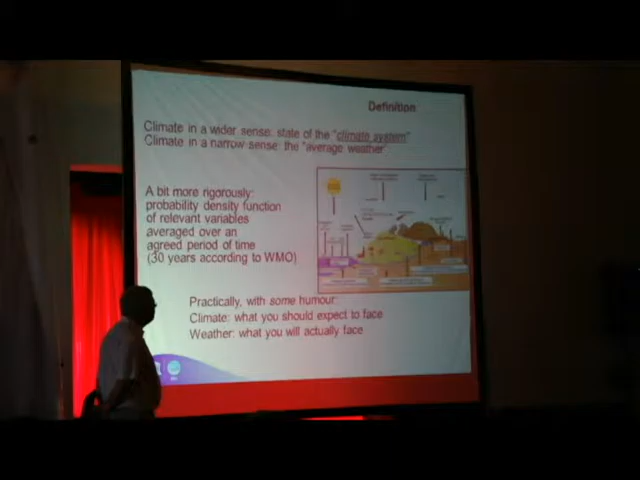 Definition
Climate in a wider sense: state of the "climate system"
Climate in a narrow sense: the "average weather"
A bit more rigorously:
probability density function
of relevant variables
averaged over an
agreed period of time
(30 years according to WMO)
Practically, with some humour:
Climate: what you should expect to face
Weather: what you will actually face